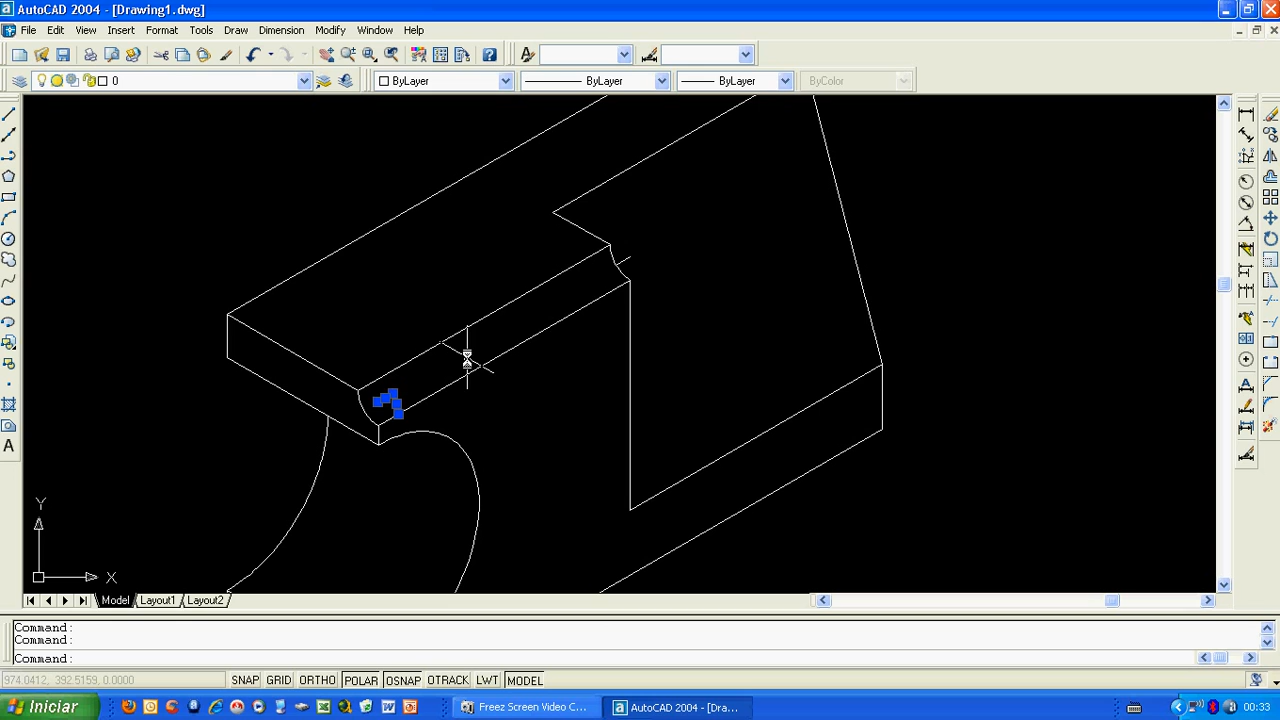 AutoCAD 2004 - [Drawing1.dwg]
File Edit View Insert Format Tools Draw Dimension Modify Window Help
0 ByLayer ByLayer ByLayer ByColor
Y
X
A
Model Layout1 Layout2
Command:
Command:
Command:
974.0412, 392.5159, 0.0000 SNAP GRID ORTHO POLAR OSNAP OTRACK LWT MODEL
Iniciar Freez Screen Video C... AutoCAD 2004 - [Dra... 00:33